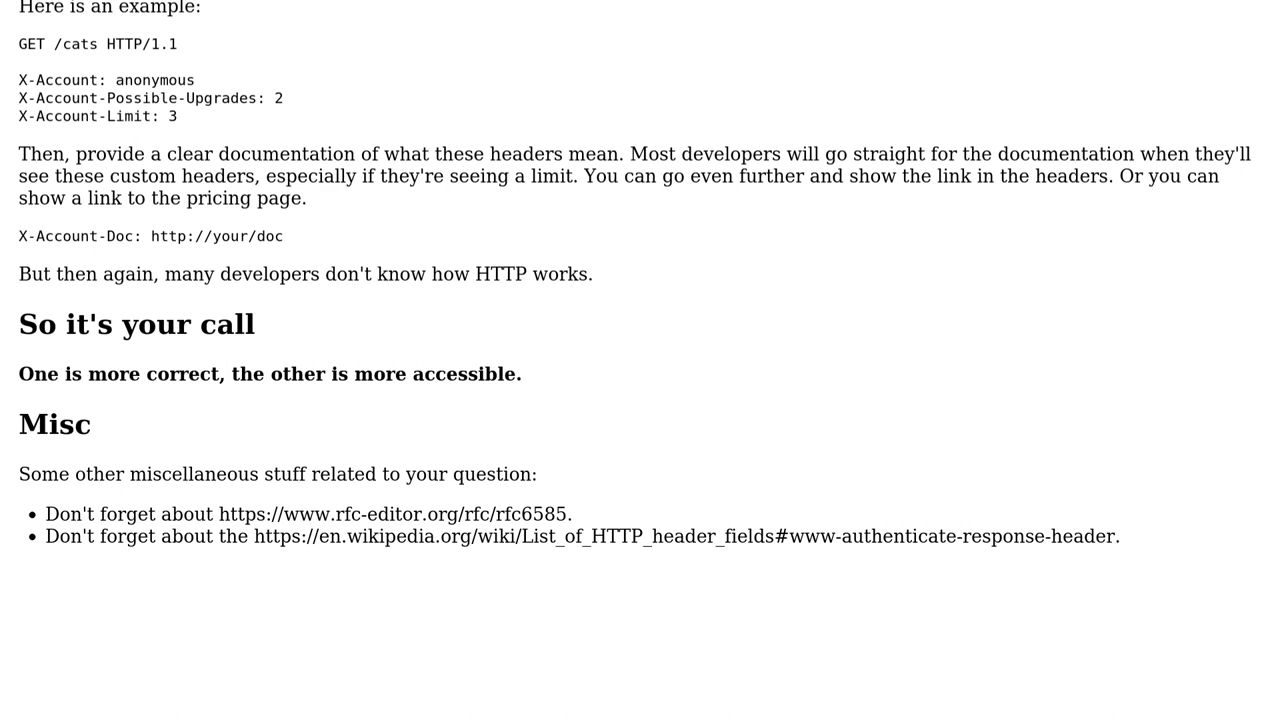 Here is an example:
GET /cats HTTP/1.1
X-Account: anonymous
X-Account-Possible-Upgrades: 2
X-Account-Limit: 3
Then, provide a clear documentation of what these headers mean. Most developers will go straight for the documentation when they'll
see these custom headers, especially if they're seeing a limit. You can go even further and show the link in the headers. Or you can
show a link to the pricing page.
X-Account-Doc: http://your/doc
But then again, many developers don't know how HTTP works.
So it's your call
One is more correct, the other is more accessible.
Misc
Some other miscellaneous stuff related to your question:
• Don't forget about https://www.rfc-editor.org/rfc/rfc6585.
• Don't forget about the https://en.wikipedia.org/wiki/List_of_HTTP_header_fields#www-authenticate-response-header.